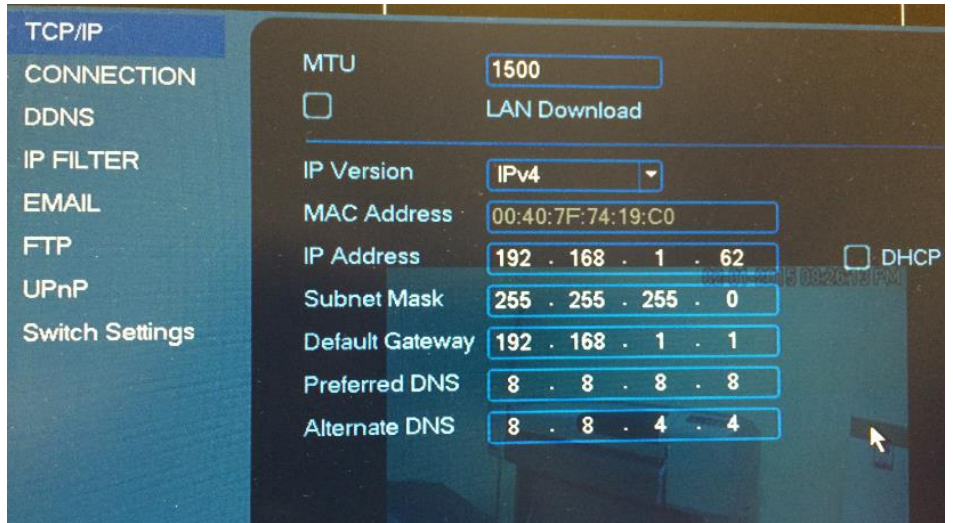 TCP/IP
CONNECTION
DDNS
IP FILTER
EMAIL
FTP
UPnP
Switch Settings
MTU 1500
LAN Download
IP Version IPv4
MAC Address 00:40:7F:74:19:C0
IP Address 192 . 168 . 1 . 62 DHCP
Subnet Mask 255 . 255 . 255 . 0
Default Gateway 192 . 168 . 1 . 1
Preferred DNS 8 . 8 . 8 . 8
Alternate DNS 8 . 8 . 4 . 4